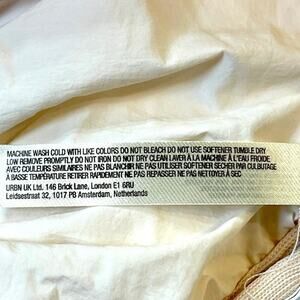 MACHINE WASH COLD WITH LIKE COLORS DO NOT BLEACH DO NOT USE SOFTENER TUMBLE DRY
LOW REMOVE PROMPTLY DO NOT IRON DO NOT DRY CLEAN LAVER À LA MACHINE À L'EAU FROIDE
AVEC COULEURS SIMILAIRES NE PAS BLANCHIR NE PAS UTILISER SOFTENER SECHER PAR CULBUTAGE
A BASSE TEMPÉRATURE RETIRER RAPIDEMENT NE PAS REPASSER NE PAS NETTOYER À SEC
URBN UK Ltd. 146 Brick Lane, London E1 6RU
Leidsestraat 32, 1017 PB Amsterdam, Netherlands